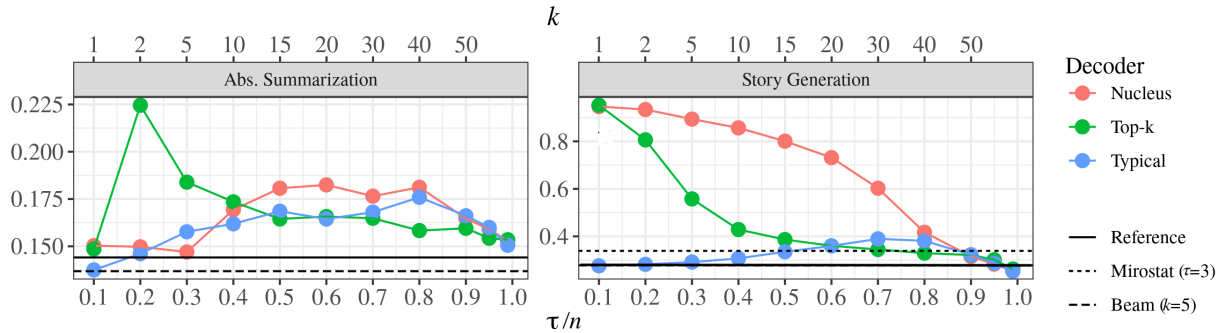 k
1 2 5 10 15 20 30 40 50
1 2 5 10 15 20 30 40 50
Abs. Summarization
Story Generation
0.225
0.200
0.175
0.150
0.8
0.6
0.4
0.1 0.2 0.3 0.4 0.5 0.6 0.7 0.8 0.9 1.0
0.1 0.2 0.3 0.4 0.5 0.6 0.7 0.8 0.9 1.0
τ/n
Decoder
Nucleus
Top-k
Typical
Reference
Mirostat (τ=3)
Beam (k=5)